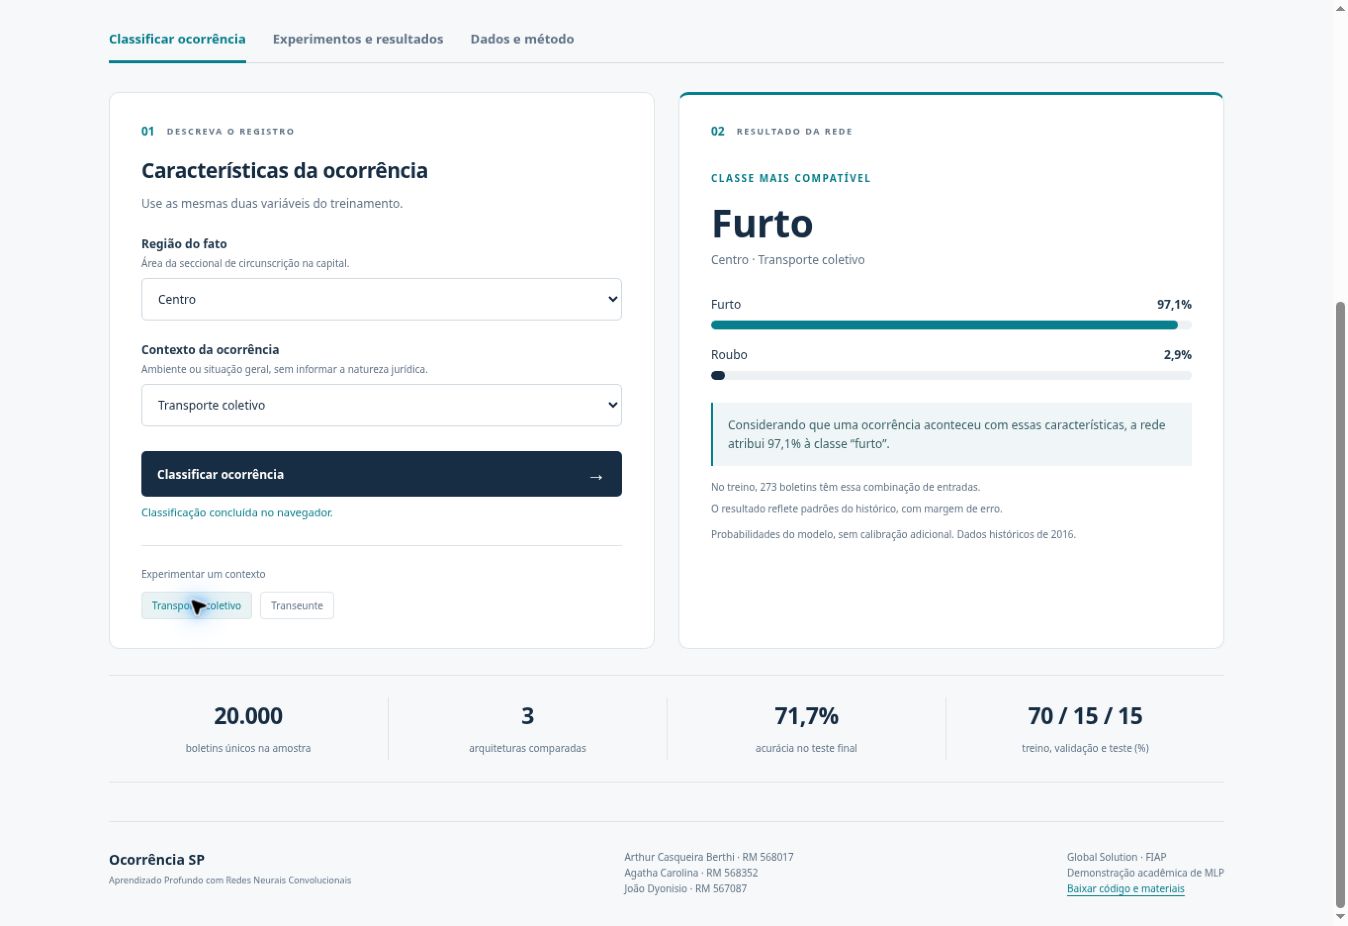 Classificar ocorrência
Experimentos e resultados
Dados e método
01 DESCREVA O REGISTRO
Características da ocorrência
Use as mesmas duas variáveis do treinamento.
Região do fato
Área da seccional de circunscrição na capital.
Centro
Contexto da ocorrência
Ambiente ou situação geral, sem informar a natureza jurídica.
Transporte coletivo
Classificar ocorrência →
Classificação concluída no navegador.
Experimentar um contexto
Transporte coletivo
Transeunte
02 RESULTADO DA REDE
CLASSE MAIS COMPATÍVEL
Furto
Centro · Transporte coletivo
Furto 97,1%
Roubo 2,9%
Considerando que uma ocorrência aconteceu com essas características, a rede
atribui 97,1% à classe “furto”.
No treino, 273 boletins têm essa combinação de entradas.
O resultado reflete padrões do histórico, com margem de erro.
Probabilidades do modelo, sem calibração adicional. Dados históricos de 2016.
20.000
boletins únicos na amostra
3
arquiteturas comparadas
71,7%
acurácia no teste final
70 / 15 / 15
treino, validação e teste (%)
Ocorrência SP
Aprendizado Profundo com Redes Neurais Convolucionais
Arthur Casqueira Berthi · RM 568017
Agatha Carolina · RM 568352
João Dyonisio · RM 567087
Global Solution · FIAP
Demonstração acadêmica de MLP
Baixar código e materiais